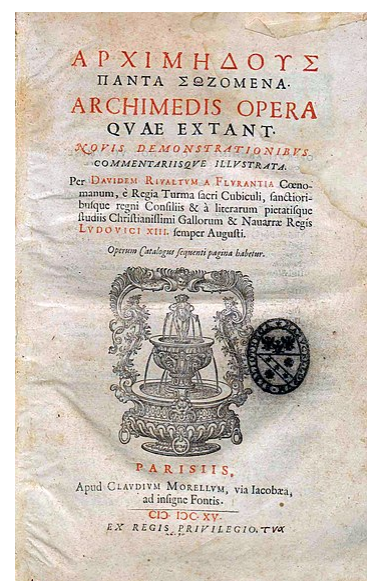 ΑΡΧΙΜΗΔΟΥΣ
ΠΑΝΤΑ ΣΩΖΟΜΕΝΑ·
ARCHIMEDIS OPERA
QVAE EXTANT·
NOVIS DEMONSTRATIONIBVS
COMMENTARIISQVE ILLVSTRATA.
Per DAVIDEM RIVALTVM A FLVRANTIA Cœno-
manum, è Regia Turma sacri Cubiculi, sanctiori-
busque regni Consiliis & à literarum pietatisque
studiis Christianissimi Gallorum & Nauarræ Regis
LVDOVICI XIII. semper Augusti.
Operum Catalogus sequenti pagina habetur.
PARISIIS,
Apud CLAVDIVM MORELLVM, via Iacobæa,
ad insigne Fontis.
CIↃ IↃC XV.
EX REGIS PRIVILEGIO.